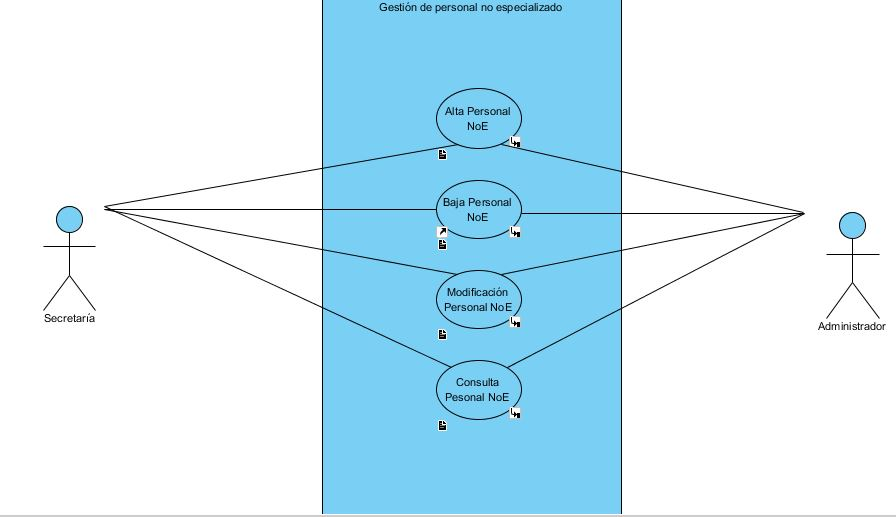 Gestión de personal no especializado
Alta Personal
NoE
Baja Personal
NoE
Modificación
Personal NoE
Consulta
Pesonal NoE
Secretaría
Administrador